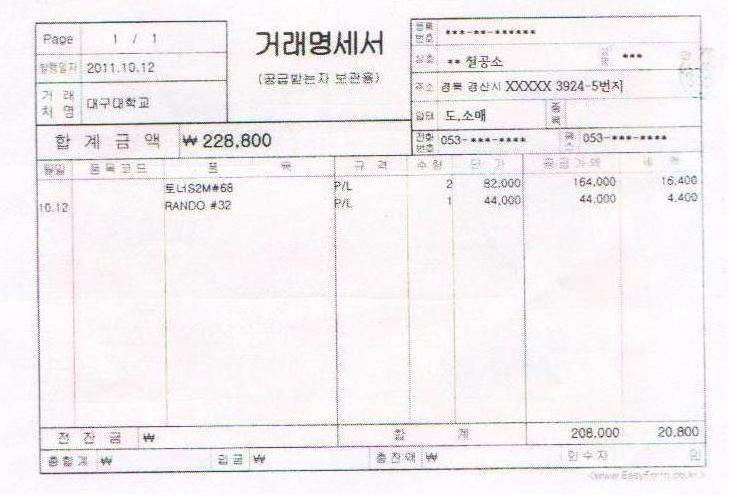 Page 1 / 1
거래명세서
(공급받는자 보관용)
발행일자 2011.10.12
거 래 처 명 대구대학교
합 계 금 액 ₩ 228,800
등록번호 ***-**-******
상호 ** 철공소 ***
주소 경북 경산시 XXXXX 3924-5번지
업태 도,소매 종목
전화번호 053-***-**** 팩스 053-***-****
월일 품목코드 품 목 규 격 수 량 단 가 공급가액 세 액
토너S2M#68 P/L 2 82,000 164,000 16,400
10.12 RANDO #32 P/L 1 44,000 44,000 4,400
전 잔 금 ₩ 합 계 208,000 20,800
총합계 ₩ 입금 ₩ 총잔액 ₩ 인수자 인